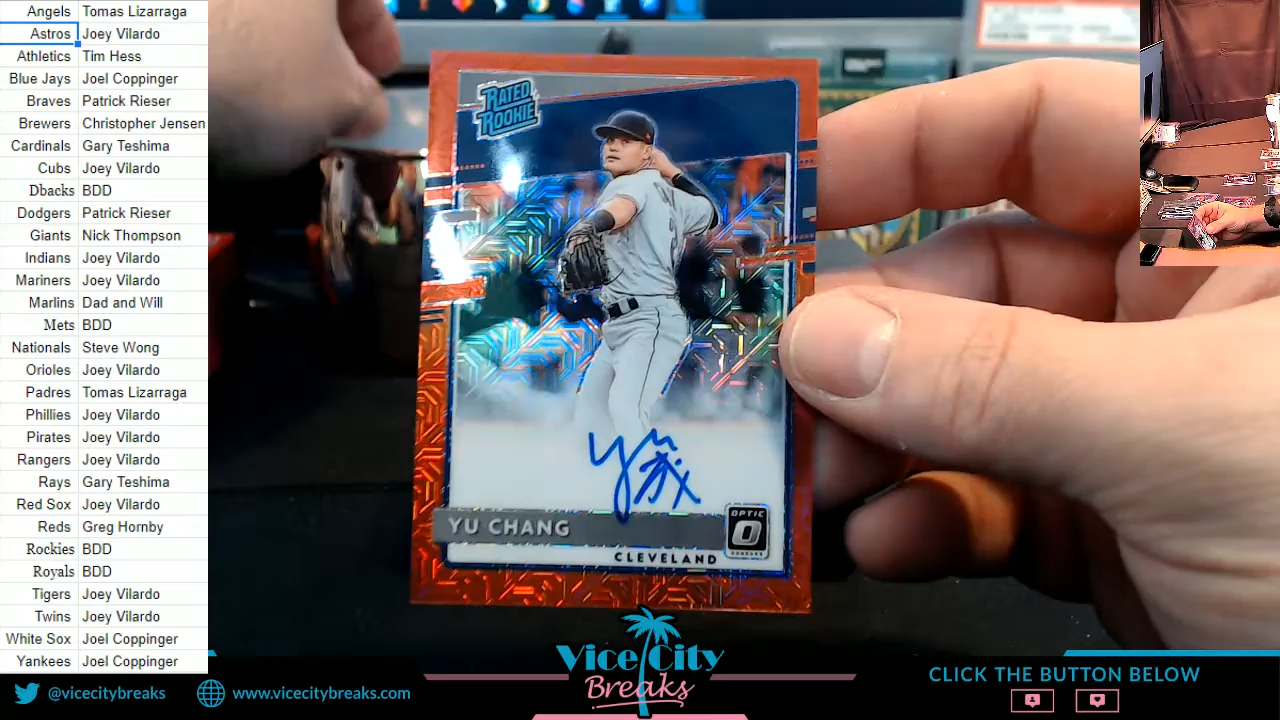 Angels Tomas Lizarraga
Astros Joey Vilardo
Athletics Tim Hess
Blue Jays Joel Coppinger
Braves Patrick Rieser
Brewers Christopher Jensen
Cardinals Gary Teshima
Cubs Joey Vilardo
Dbacks BDD
Dodgers Patrick Rieser
Giants Nick Thompson
Indians Joey Vilardo
Mariners Joey Vilardo
Marlins Dad and Will
Mets BDD
Nationals Steve Wong
Orioles Joey Vilardo
Padres Tomas Lizarraga
Phillies Joey Vilardo
Pirates Joey Vilardo
Rangers Joey Vilardo
Rays Gary Teshima
Red Sox Joey Vilardo
Reds Greg Hornby
Rockies BDD
Royals BDD
Tigers Joey Vilardo
Twins Joey Vilardo
White Sox Joel Coppinger
Yankees Joel Coppinger
RATED
ROOKIE
YU CHANG
OPTIC
CLEVELAND
Vice City
Breaks
@vicecitybreaks
www.vicecitybreaks.com
CLICK THE BUTTON BELOW